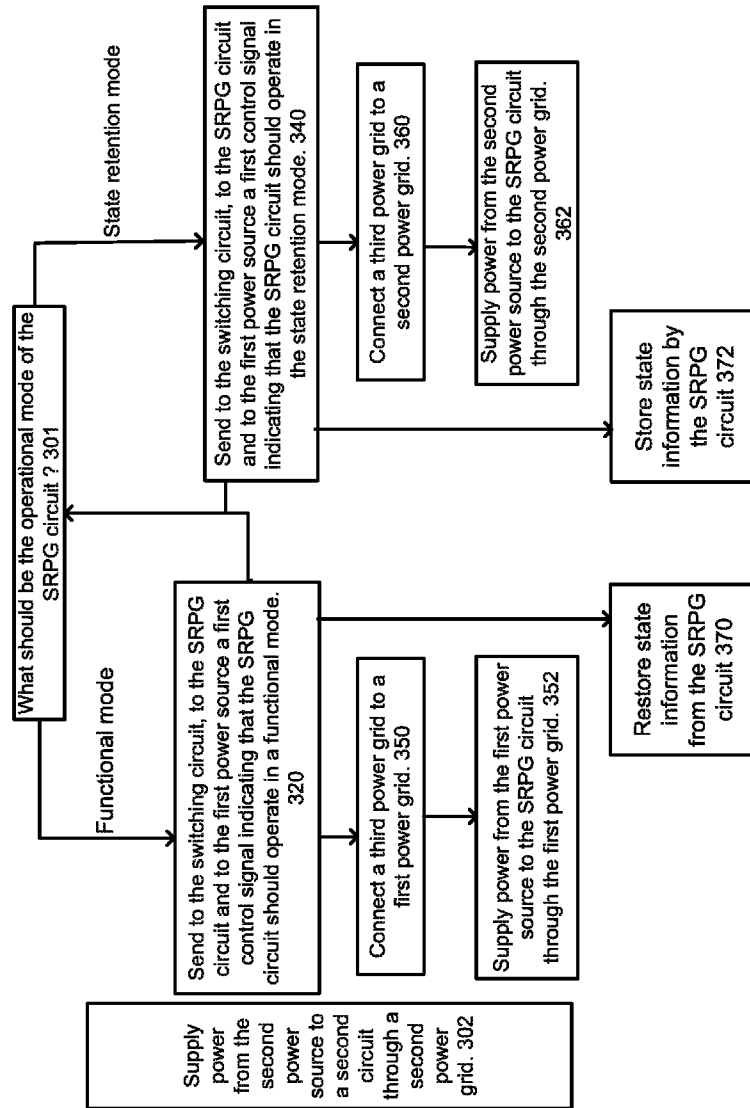 What should be the operational mode of the
SRPG circuit ? 301
Functional mode
State retention mode
Supply
power
from the
second
power
source to
a second
circuit
through a
second
power
grid. 302
Send to the switching circuit, to the SRPG
circuit and to the first power source a first
control signal indicating that the SRPG
circuit should operate in a functional mode.
320
Send to the switching circuit, to the SRPG circuit
and to the first power source a first control signal
indicating that the SRPG circuit should operate in
the state retention mode. 340
Connect a third power grid to a
first power grid. 350
Connect a third power grid to a
second power grid. 360
Supply power from the first power
source to the SRPG circuit
through the first power grid. 352
Supply power from the second
power source to the SRPG circuit
through the second power grid.
362
Restore state
information
from the SRPG
circuit 370
Store state
information by
the SRPG
circuit 372